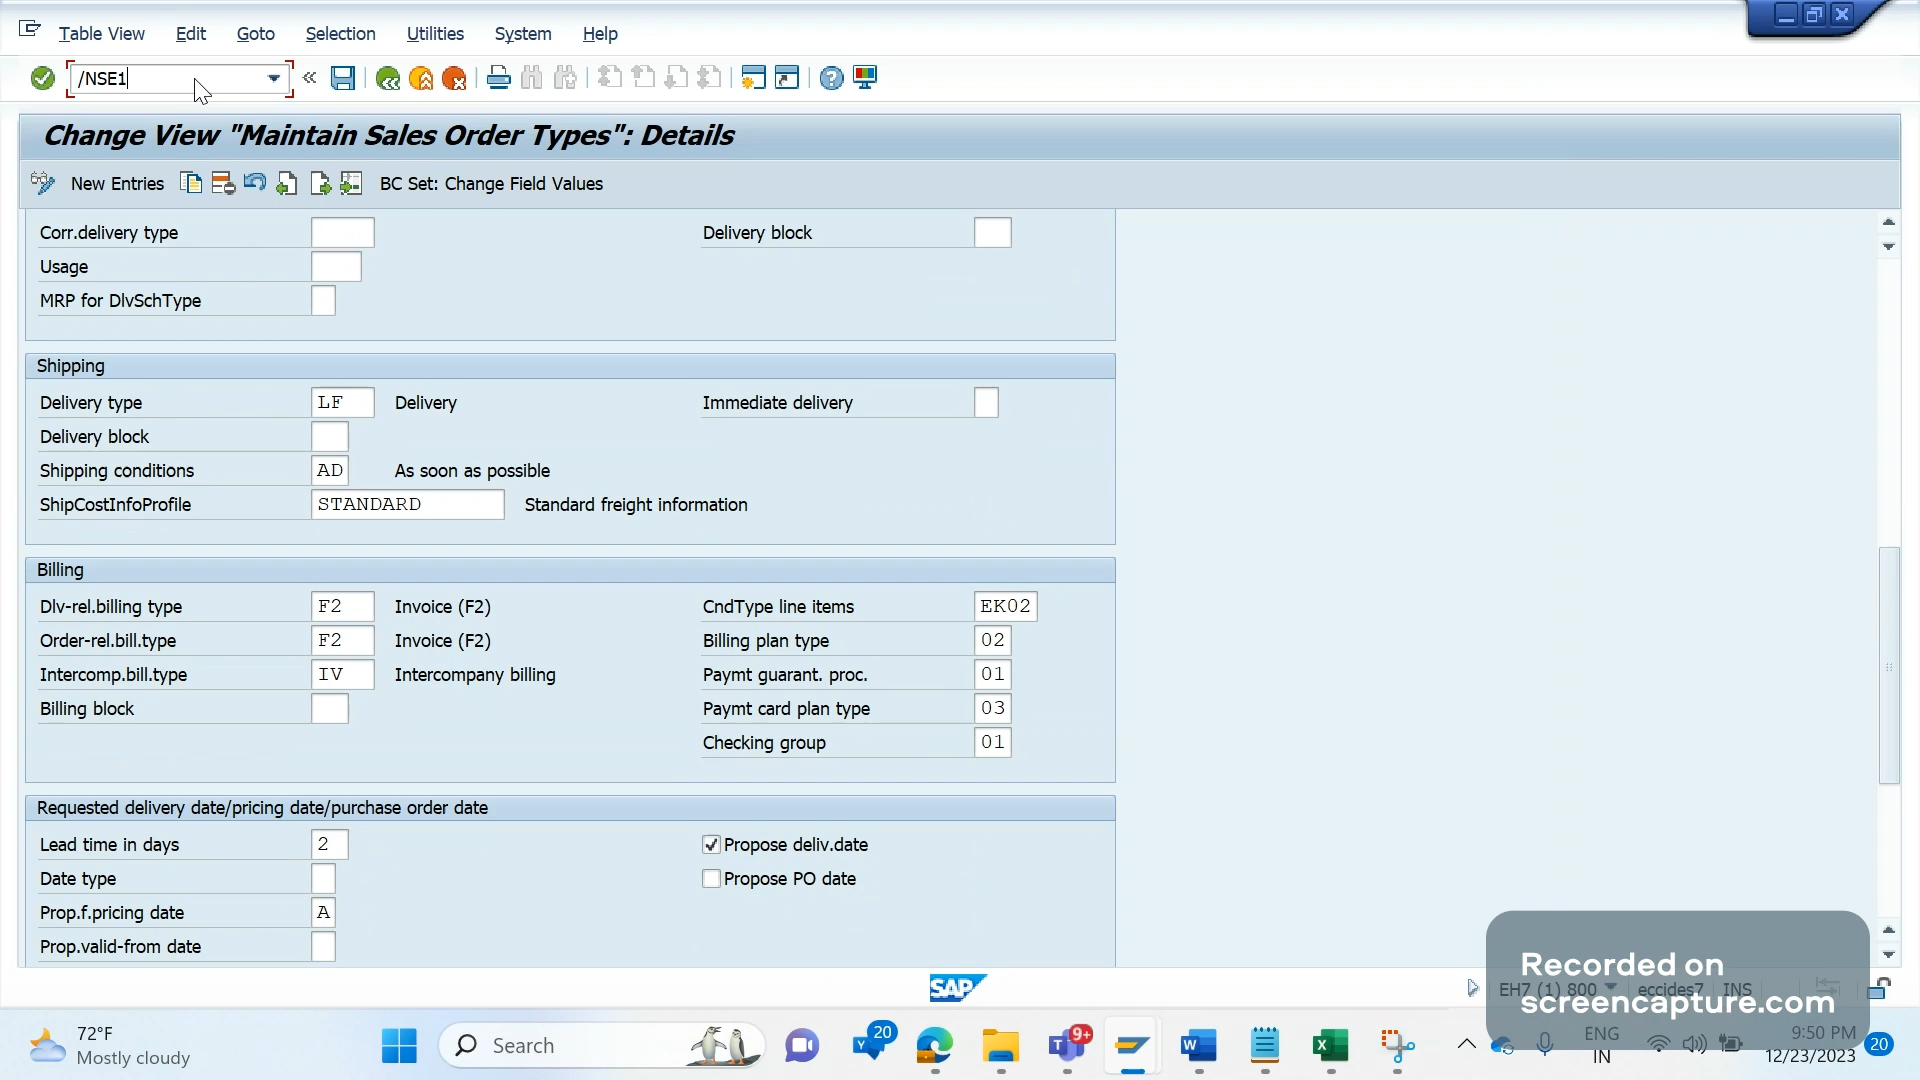 Table View Edit Goto Selection Utilities System Help
/NSE1
Change View "Maintain Sales Order Types": Details
New Entries BC Set: Change Field Values
Corr.delivery type Delivery block
Usage
MRP for DlvSchType
Shipping
Delivery type LF Delivery Immediate delivery
Delivery block
Shipping conditions AD As soon as possible
ShipCostInfoProfile STANDARD Standard freight information
Billing
Dlv-rel.billing type F2 Invoice (F2) CndType line items EK02
Order-rel.bill.type F2 Invoice (F2) Billing plan type 02
Intercomp.bill.type IV Intercompany billing Paymt guarant. proc. 01
Billing block Paymt card plan type 03
Checking group 01
Requested delivery date/pricing date/purchase order date
Lead time in days 2 Propose deliv.date
Date type Propose PO date
Prop.f.pricing date A
Prop.valid-from date
Recorded on
screencapture.com
SAP EH7 (1) 800 eccides7 INS
72°F
Mostly cloudy
Search
20
9+
ENG
IN
9:50 PM
12/23/2023
20